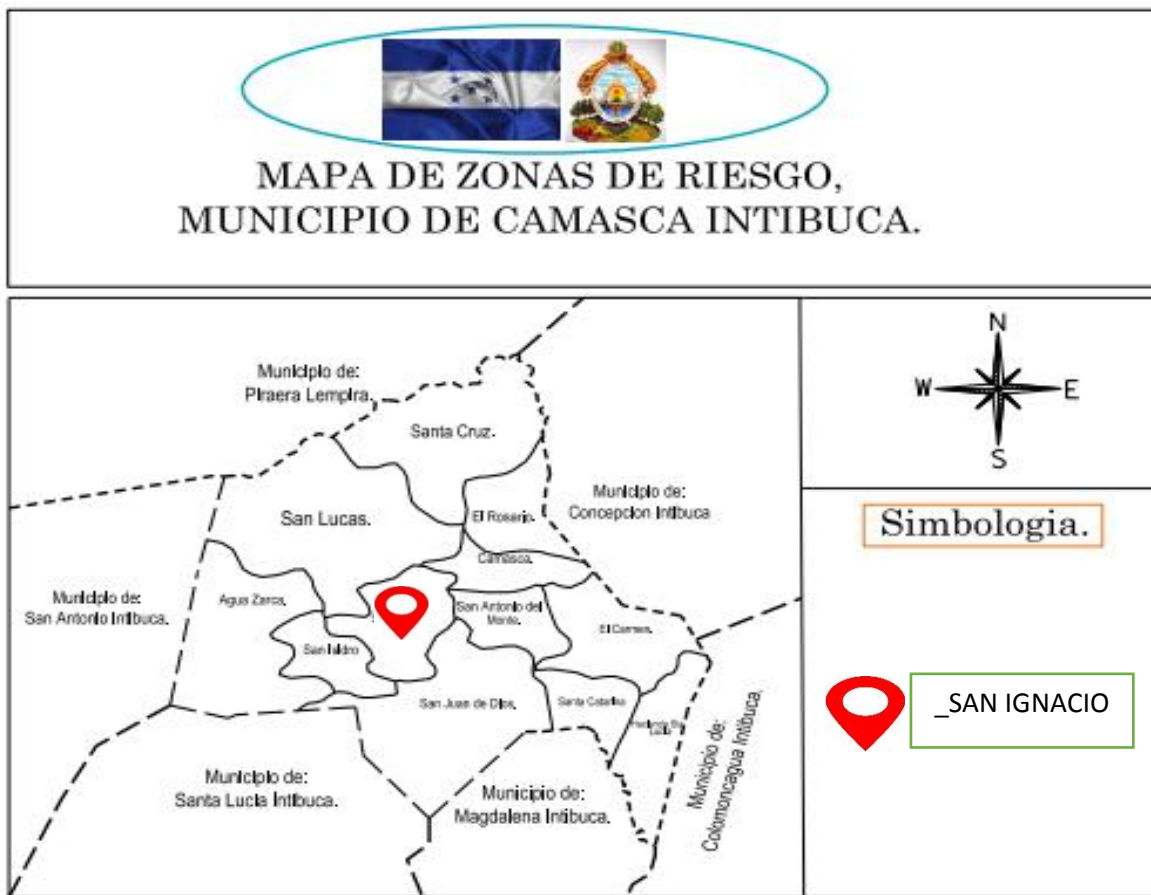 MAPA DE ZONAS DE RIESGO,
MUNICIPIO DE CAMASCA INTIBUCA.
Municipio de:
Piraera Lempira.
Santa Cruz.
San Lucas.
El Rosario.
Municipio de:
Concepcion Intibuca
Camasca.
Municipio de:
San Antonio Intibuca.
Agua Zarca.
San Antonio del
Monte.
El Carmen.
San Isidro
San Juan de Dios.
Santa Catarina
Municipio de:
Santa Lucia Intibuca.
Municipio de:
Magdalena Intibuca.
Municipio de:
Colomoncagua Intibuca.
N
W
E
S
Simbologia.
_SAN IGNACIO